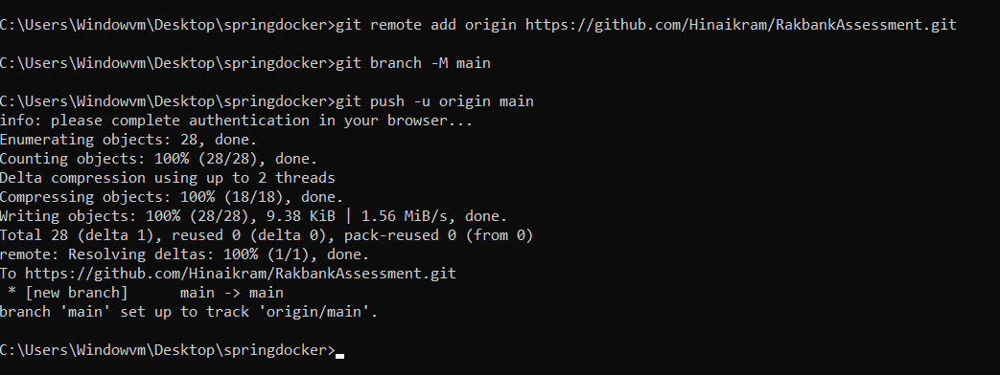 C:\Users\Windowvm\Desktop\springdocker>git remote add origin https://github.com/Hinaikram/RakbankAssessment.git
C:\Users\Windowvm\Desktop\springdocker>git branch -M main
C:\Users\Windowvm\Desktop\springdocker>git push -u origin main
info: please complete authentication in your browser...
Enumerating objects: 28, done.
Counting objects: 100% (28/28), done.
Delta compression using up to 2 threads
Compressing objects: 100% (18/18), done.
Writing objects: 100% (28/28), 9.38 KiB | 1.56 MiB/s, done.
Total 28 (delta 1), reused 0 (delta 0), pack-reused 0 (from 0)
remote: Resolving deltas: 100% (1/1), done.
To https://github.com/Hinaikram/RakbankAssessment.git
 * [new branch]      main -> main
branch 'main' set up to track 'origin/main'.
C:\Users\Windowvm\Desktop\springdocker>